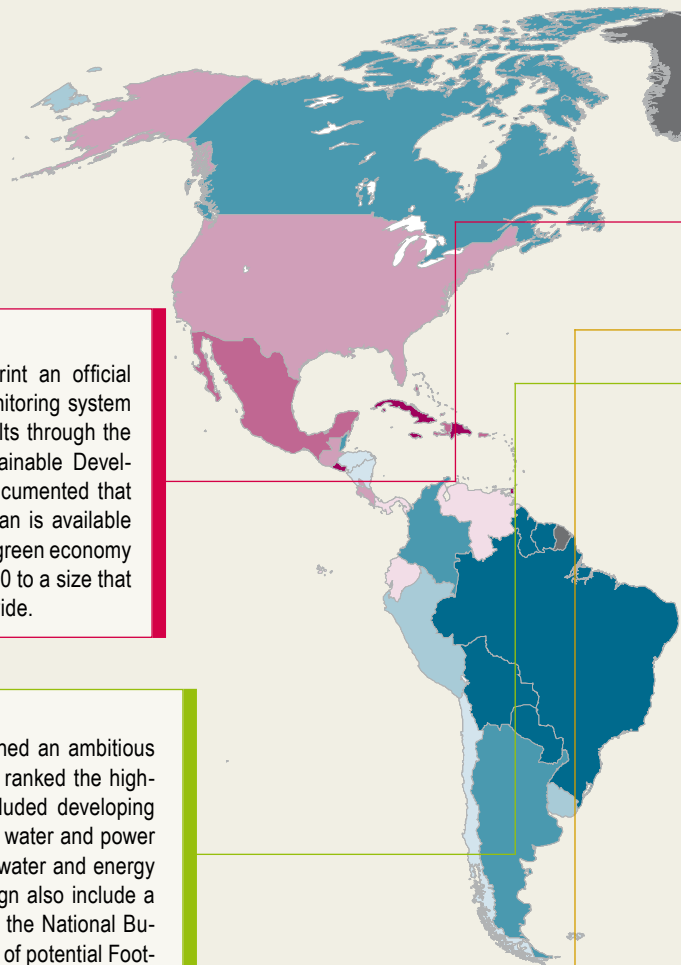 rint an official
nitoring system
lts through the
ainable Devel-
cumented that
an is available
green economy
0 to a size that
ide.
ned an ambitious
ranked the high-
luded developing
water and power
water and energy
gn also include a
the National Bu-
of potential Foot-